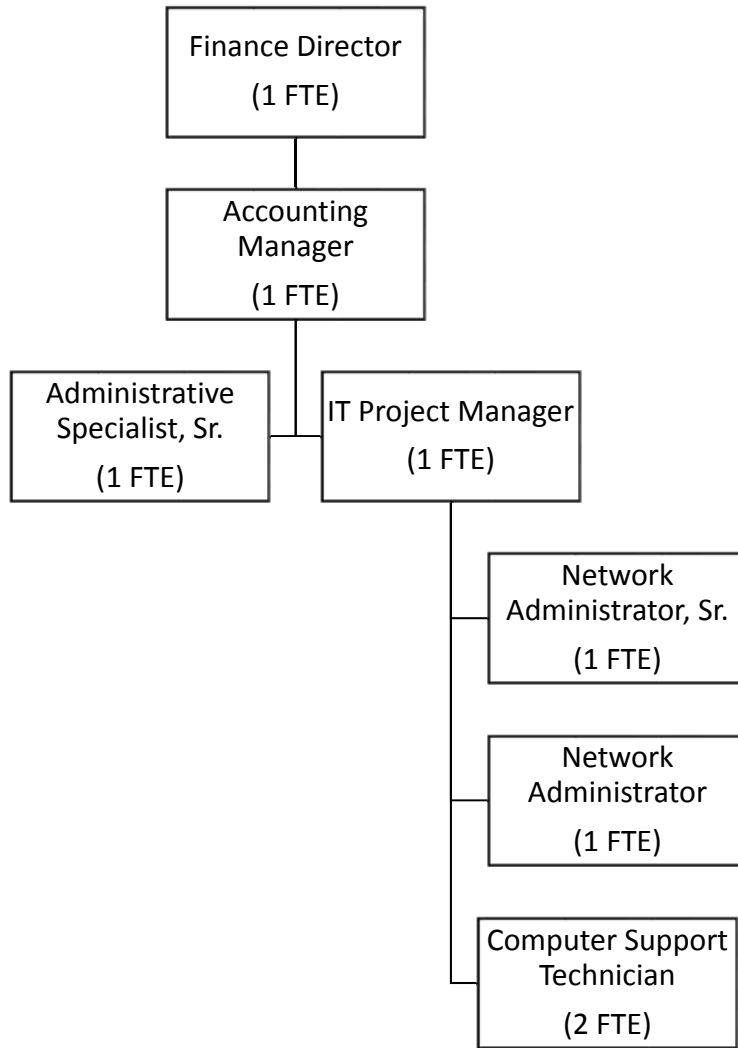 Finance Director
(1 FTE)
Accounting
Manager
(1 FTE)
Administrative
Specialist, Sr.
(1 FTE)
IT Project Manager
(1 FTE)
Network
Administrator, Sr.
(1 FTE)
Network
Administrator
(1 FTE)
Computer Support
Technician
(2 FTE)